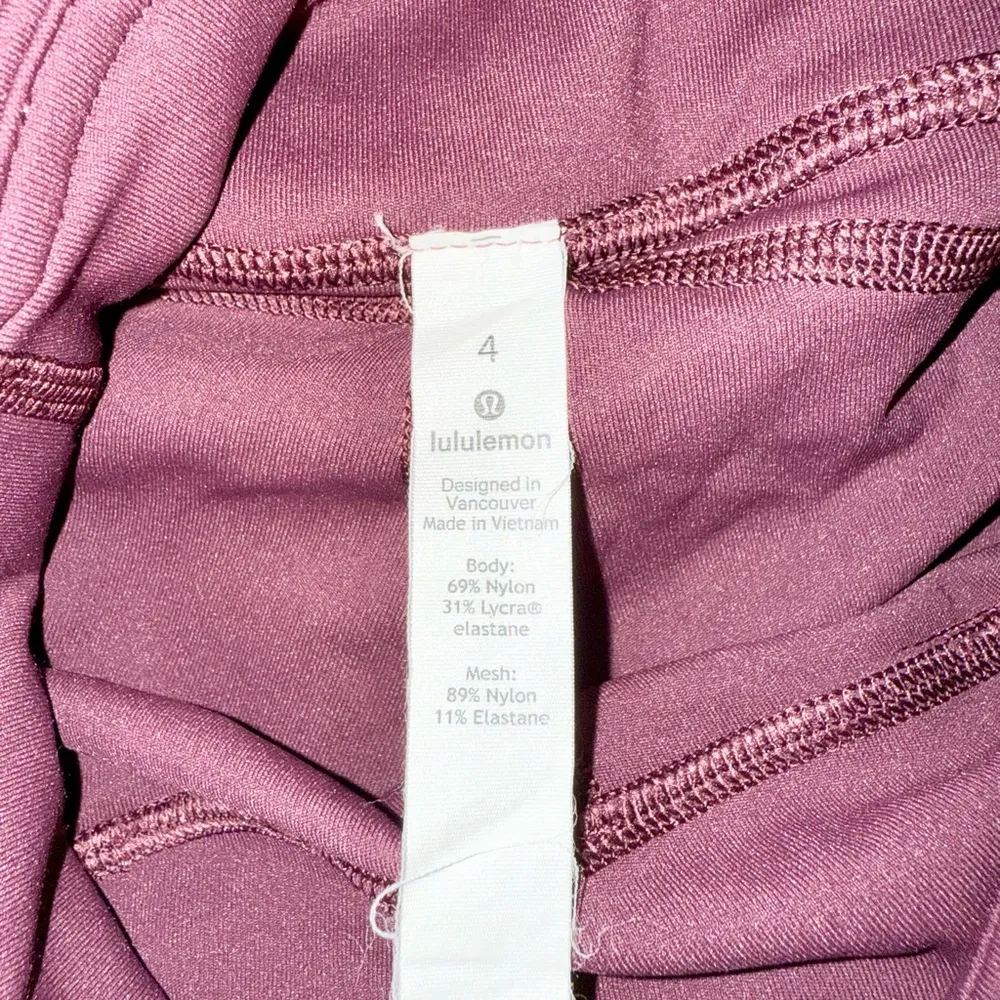 4
lululemon
Designed in
Vancouver
Made in Vietnam
Body:
69% Nylon
31% Lycra®
elastane
Mesh:
89% Nylon
11% Elastane